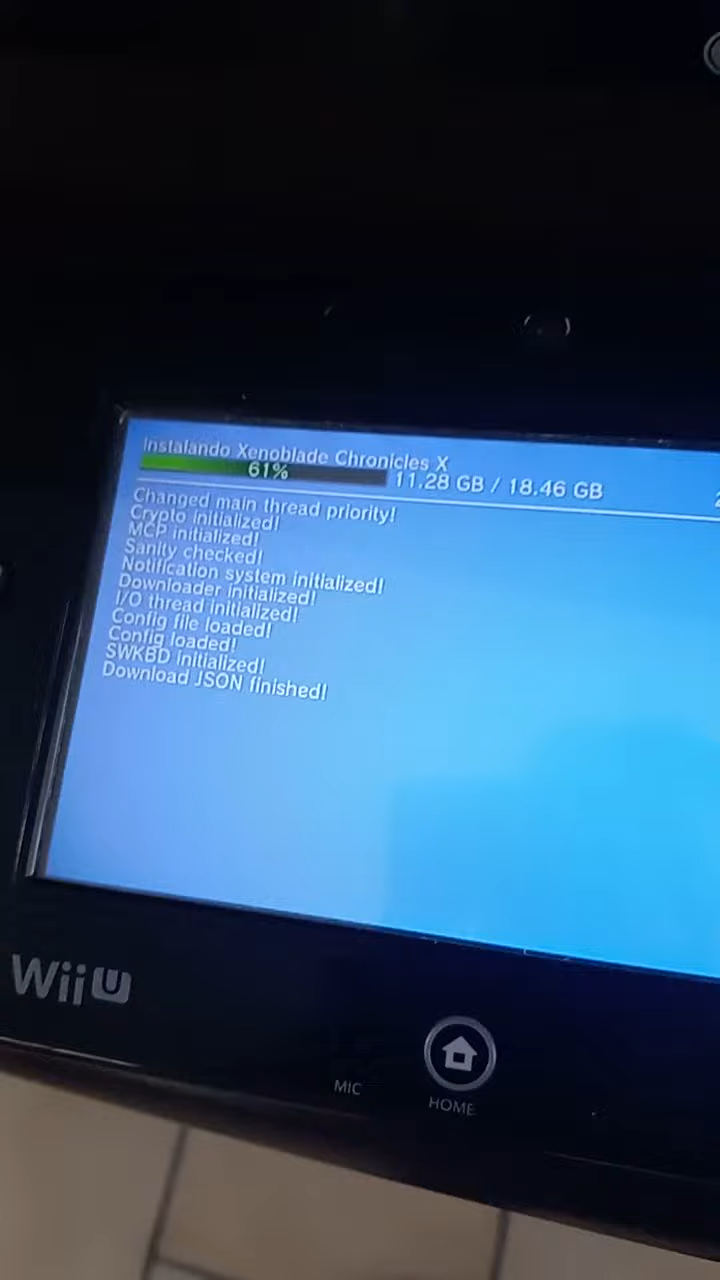 Instalando Xenoblade Chronicles X
61% 11.28 GB / 18.46 GB
Changed main thread priority!
Crypto initialized!
MCP initialized!
Sanity checked!
Notification system initialized!
Downloader initialized!
I/O thread initialized!
Config file loaded!
Config loaded!
SWKBD initialized!
Download JSON finished!
Wii U
MIC
HOME